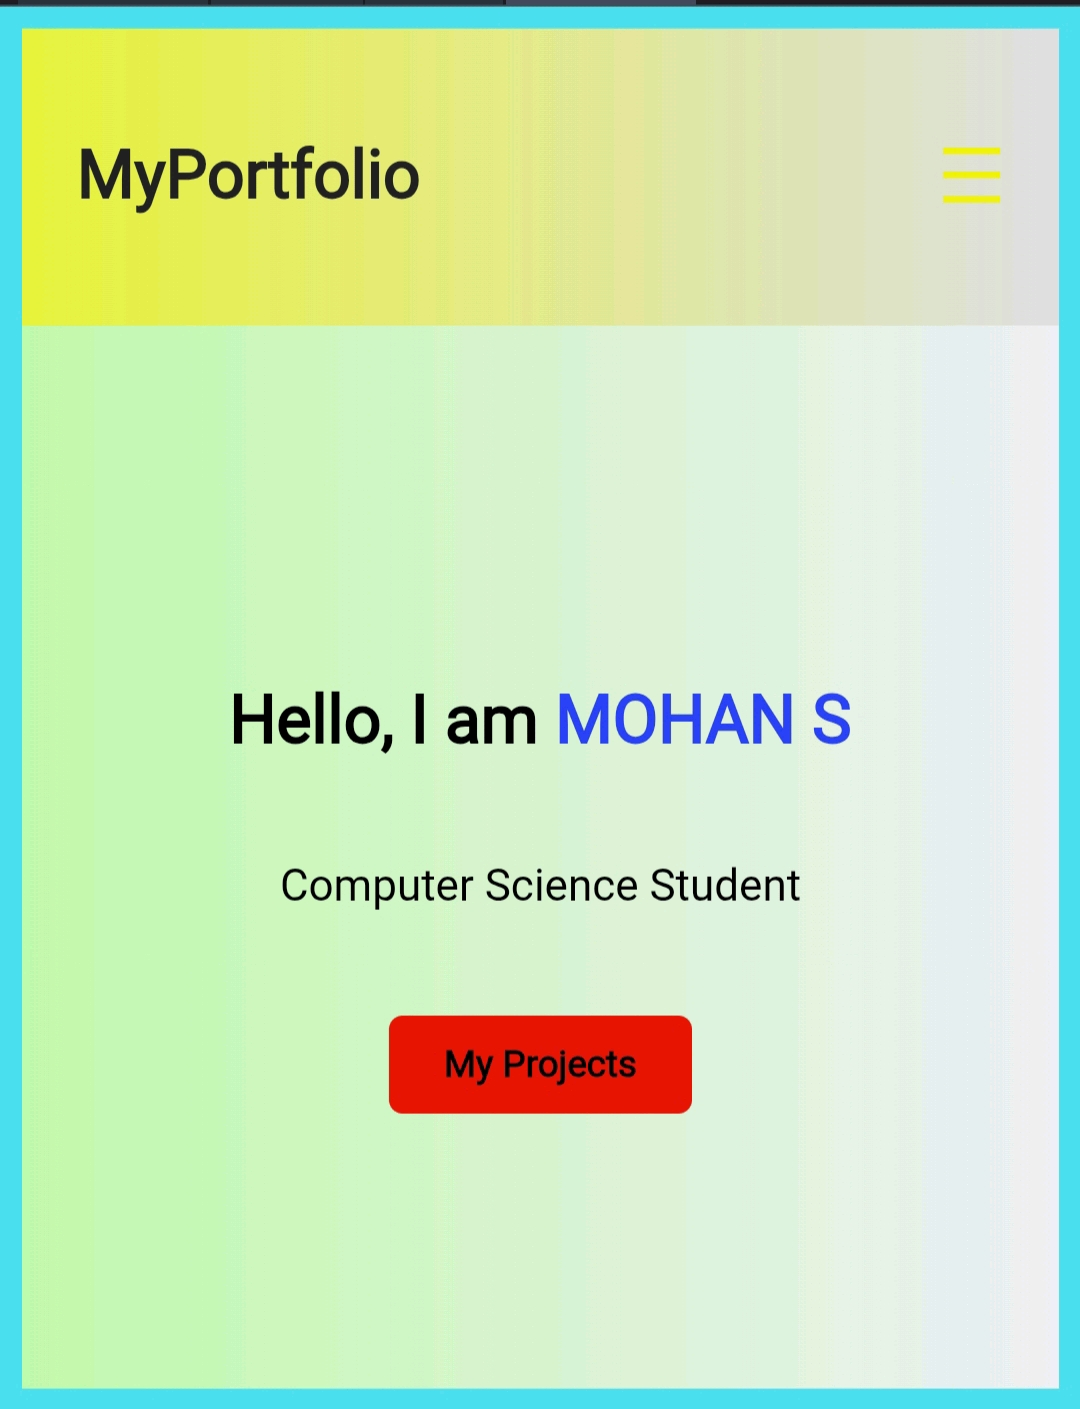 MyPortfolio
Hello, I am MOHAN S
Computer Science Student
My Projects